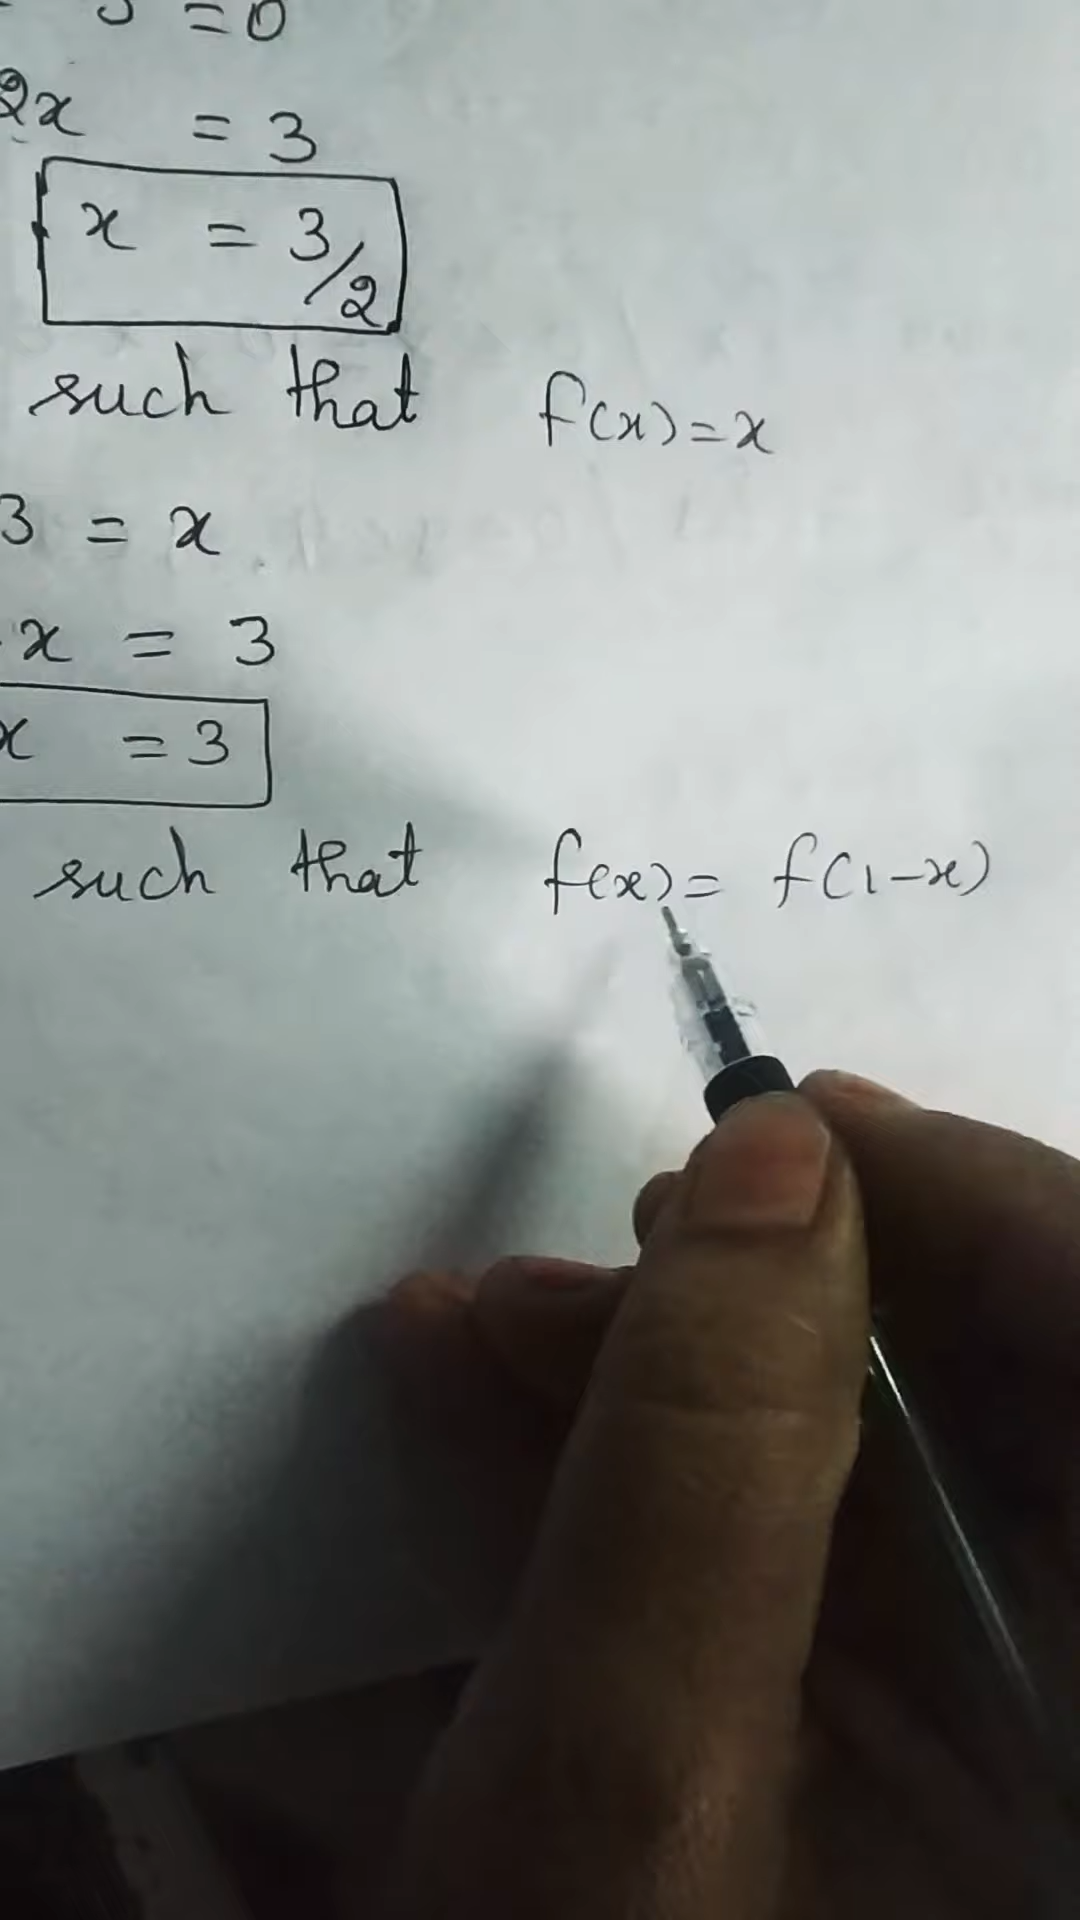 = 0
2x = 3
x = 3/2
such that f(x) = x
3 = x
x = 3
x = 3
such that f(x) = f(1-x)